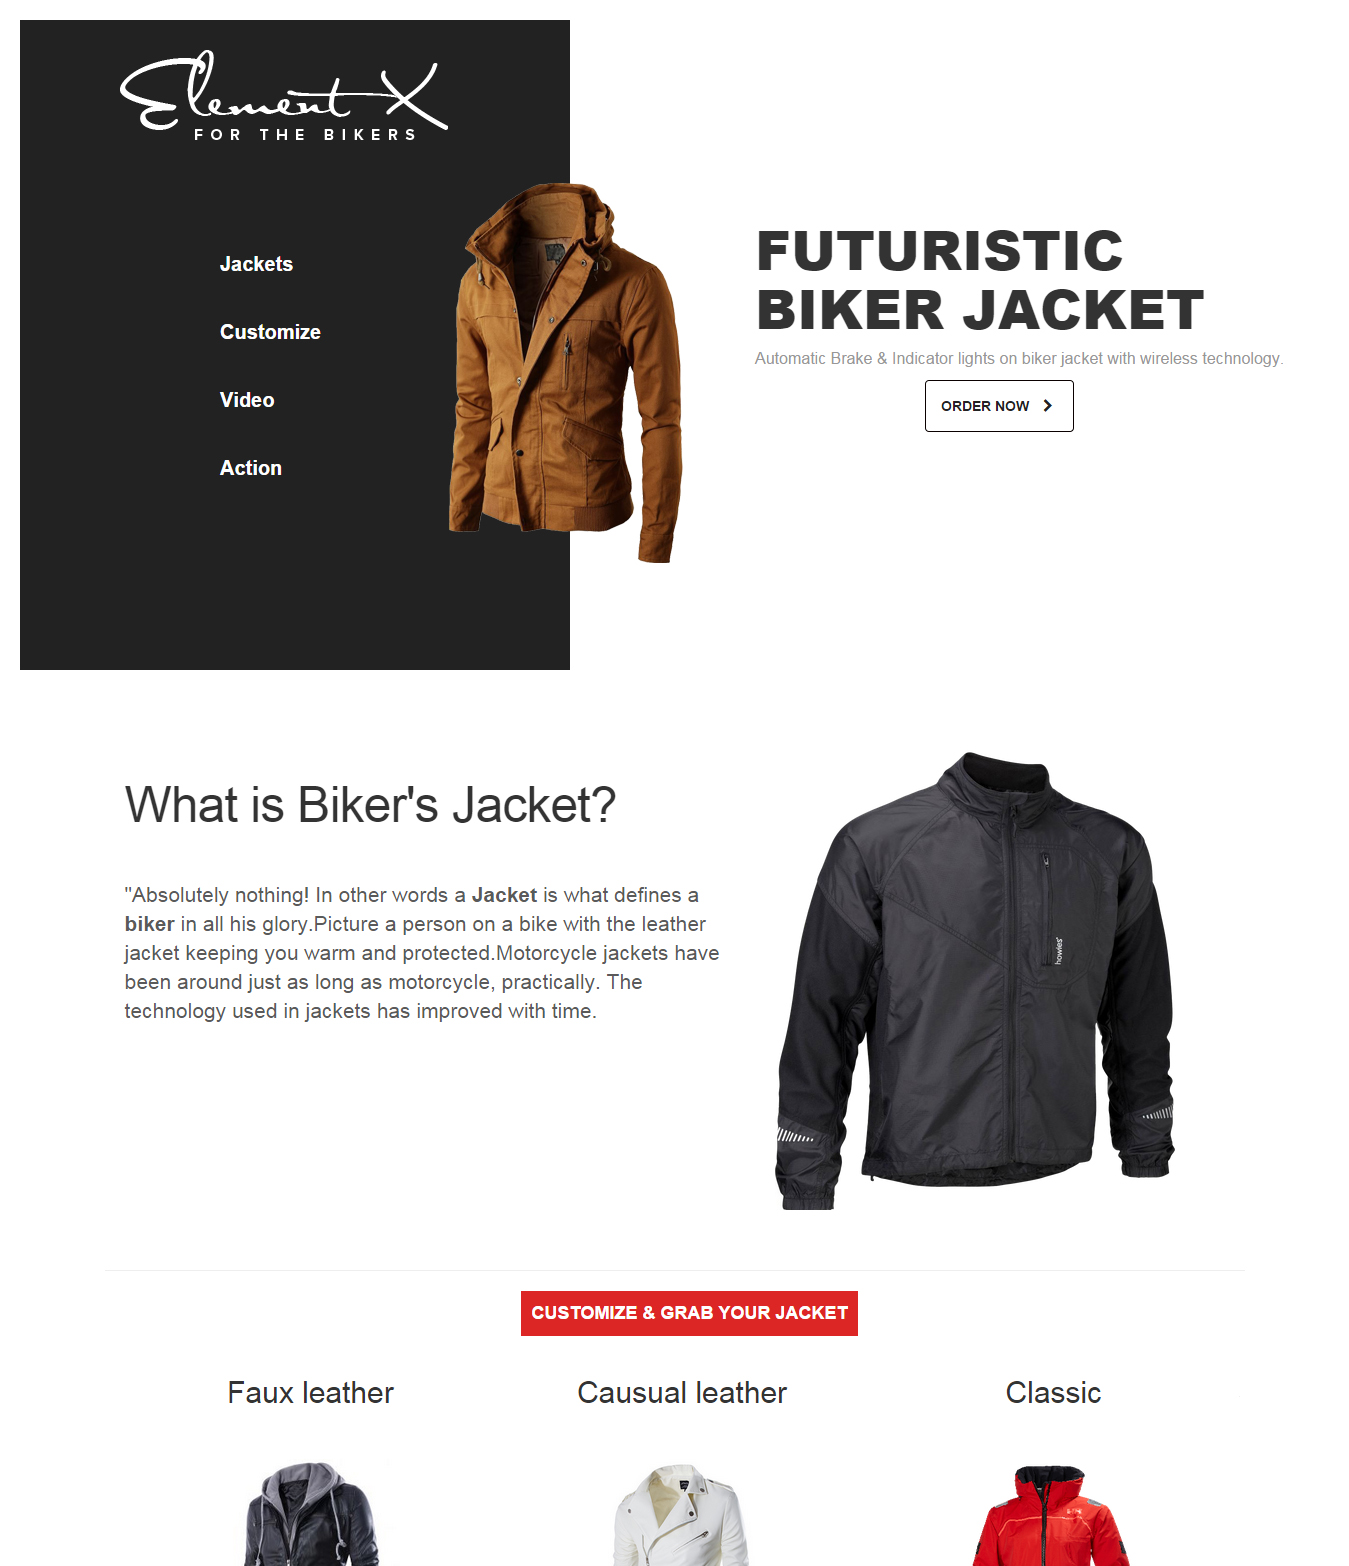 Element X
FOR THE BIKERS
Jackets
Customize
Video
Action
FUTURISTIC
BIKER JACKET
Automatic Brake & Indicator lights on biker jacket with wireless technology.
ORDER NOW
What is Biker's Jacket?
"Absolutely nothing! In other words a Jacket is what defines a
biker in all his glory.Picture a person on a bike with the leather
jacket keeping you warm and protected.Motorcycle jackets have
been around just as long as motorcycle, practically. The
technology used in jackets has improved with time.
howies
CUSTOMIZE & GRAB YOUR JACKET
Faux leather
Causual leather
Classic